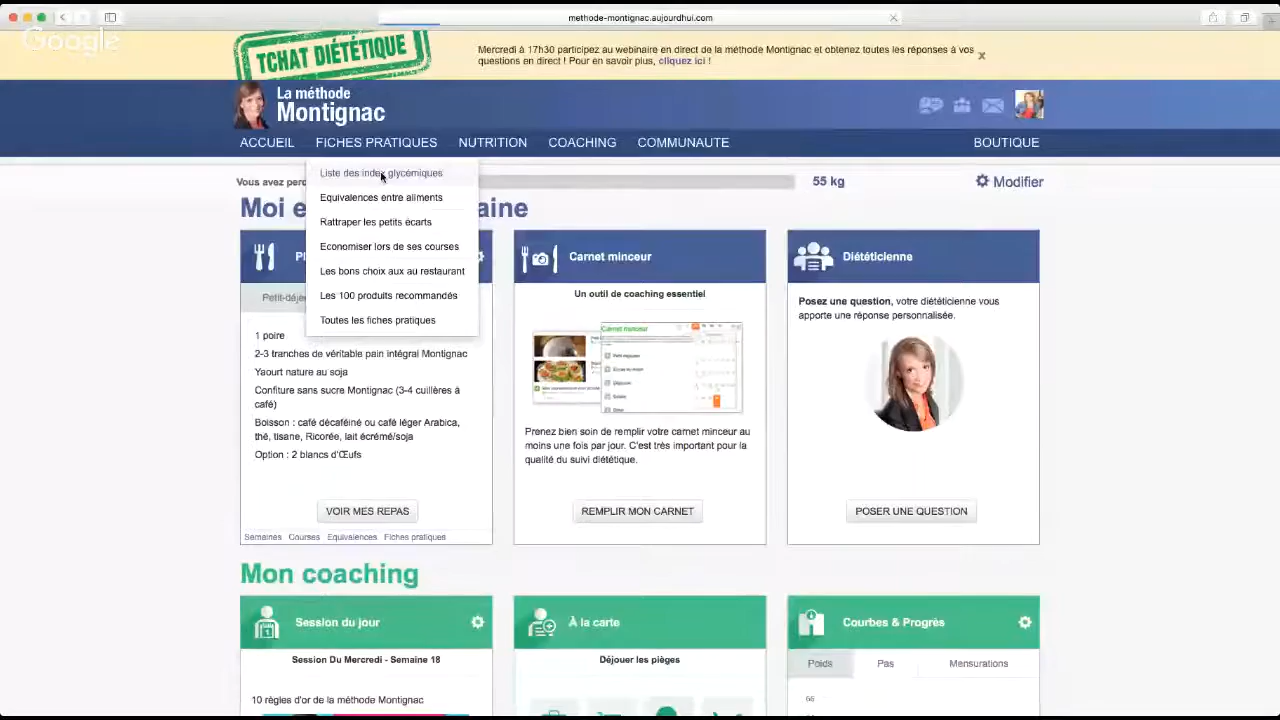 methode-montignac.aujourdhui.com
Google
TCHAT DIÉTÉTIQUE
Mercredi à 17h30 participez au webinaire en direct de la méthode Montignac et obtenez toutes les réponses à vos
questions en direct ! Pour en savoir plus, cliquez ici !
La méthode
Montignac
ACCUEIL FICHES PRATIQUES NUTRITION COACHING COMMUNAUTE BOUTIQUE
Liste des index glycémiques
Vous avez 55 kg Modifier
Equivalences entre aliments
Moi e aine
Rattraper les petits écarts
Economiser lors de ses courses
Les bons choix aux au restaurant
Les 100 produits recommandés
Toutes les fiches pratiques
Pl
Petit-déje
1 poire
2-3 tranches de véritable pain intégral Montignac
Yaourt nature au soja
Confiture sans sucre Montignac (3-4 cuillères à
café)
Boisson : café décaféiné ou café léger Arabica,
thé, tisane, Ricorée, lait écrémé/soja
Option : 2 blancs d'Œufs
VOIR MES REPAS
Semaines Courses Equivalences Fiches pratiques
Carnet minceur
Un outil de coaching essentiel
Carnet minceur
Prenez bien soin de remplir votre carnet minceur au
moins une fois par jour. C'est très important pour la
qualité du suivi diététique.
REMPLIR MON CARNET
Diététicienne
Posez une question, votre diététicienne vous
apporte une réponse personnalisée.
POSER UNE QUESTION
Mon coaching
Session du jour
Session Du Mercredi - Semaine 18
10 règles d'or de la méthode Montignac
À la carte
Déjouer les pièges
Courbes & Progrès
Poids Pas Mensurations
66